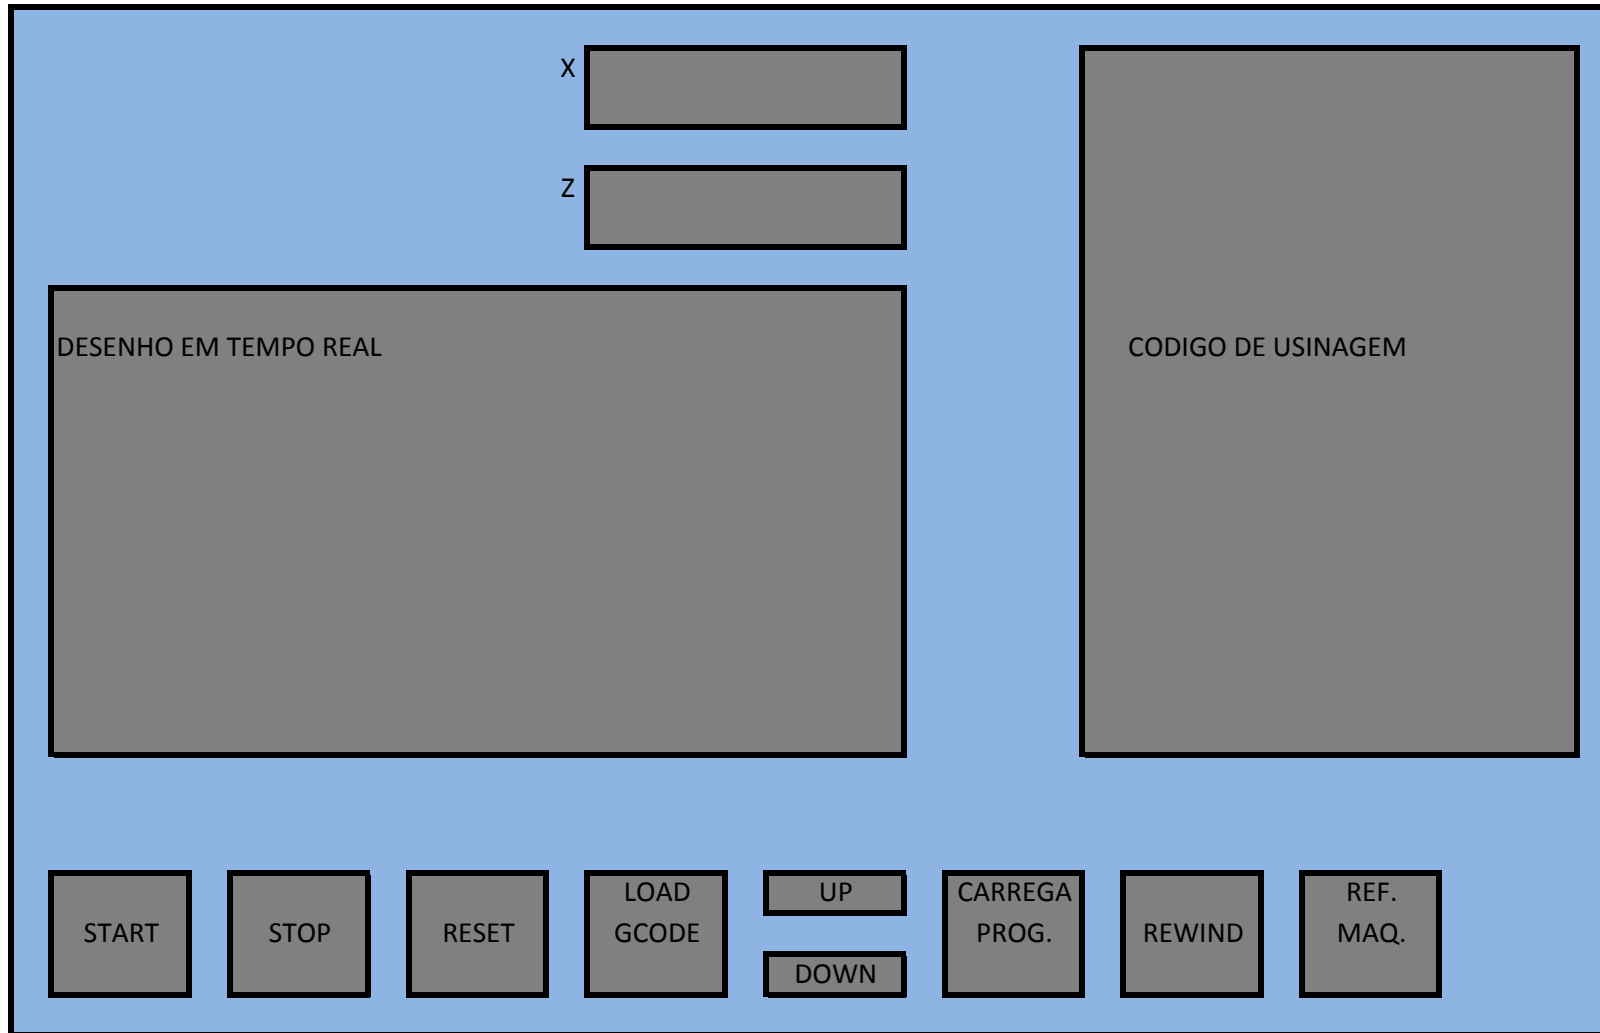 X
Z
DESENHO EM TEMPO REAL
CODIGO DE USINAGEM
START
STOP
RESET
LOAD
GCODE
UP
DOWN
CARREGA
PROG.
REWIND
REF.
MAQ.